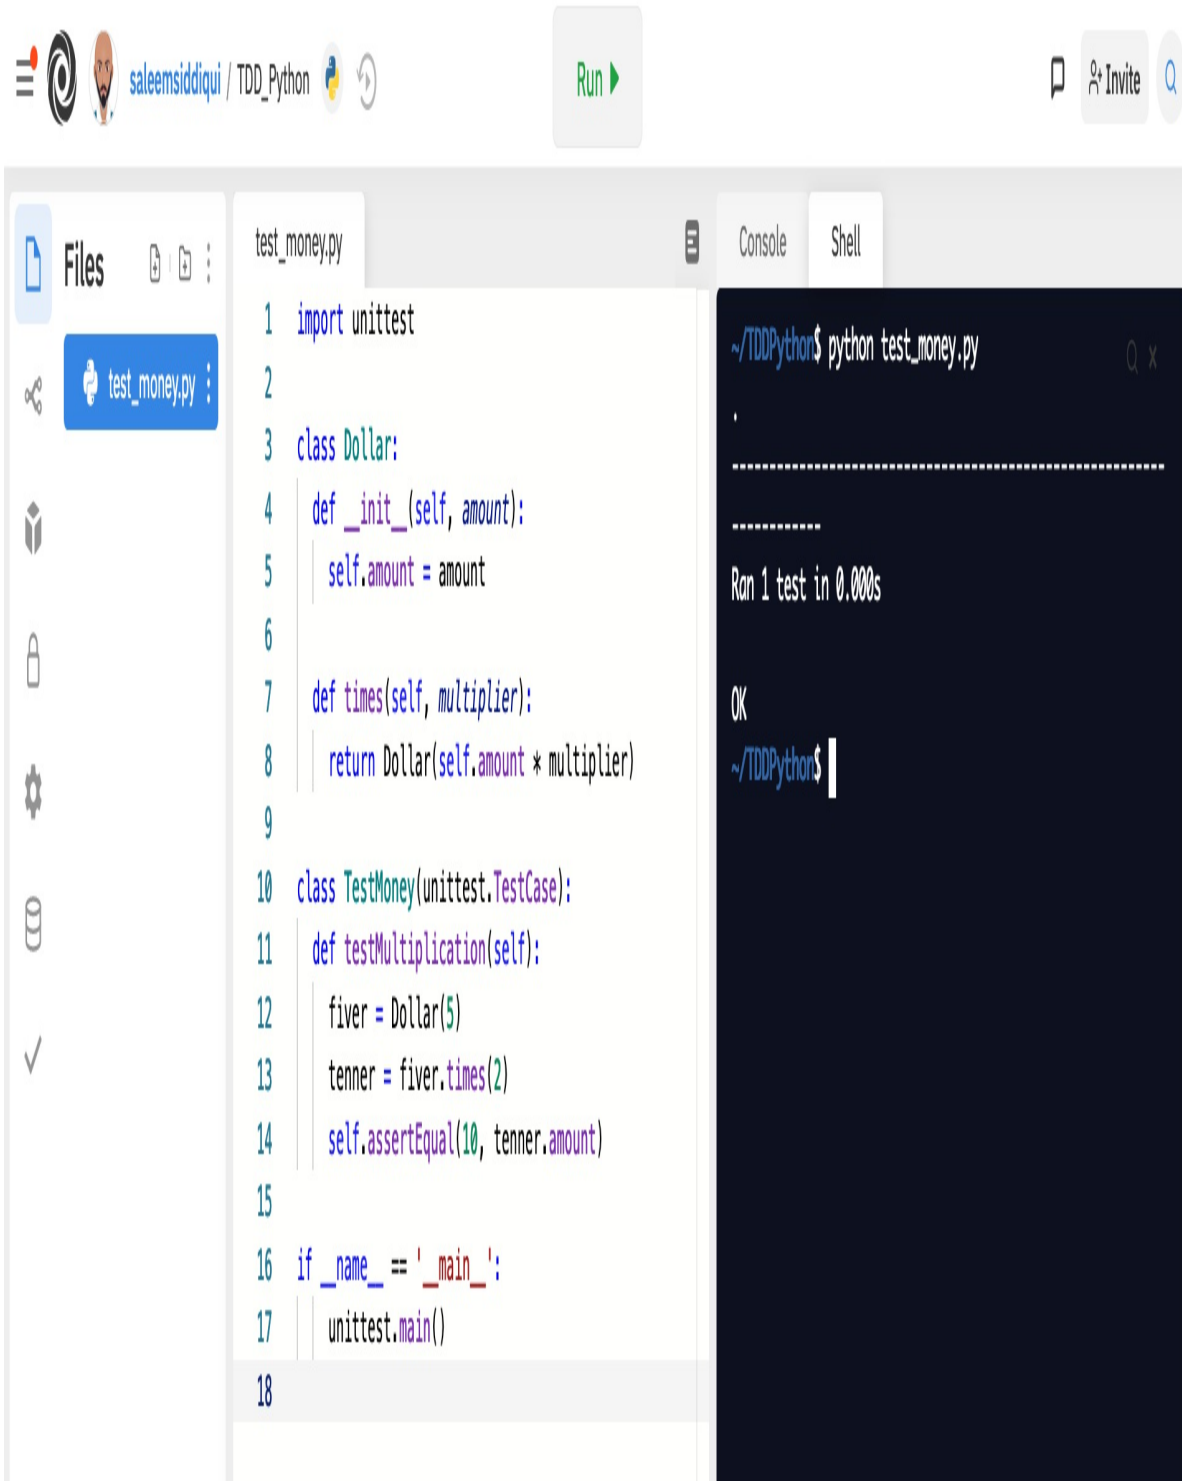 saleemsiddiqui / TDD_Python
Run
Invite
Files
test_money.py
test_money.py
1 import unittest
2
3 class Dollar:
4 def __init__(self, amount):
5 self.amount = amount
6
7 def times(self, multiplier):
8 return Dollar(self.amount * multiplier)
9
10 class TestMoney(unittest.TestCase):
11 def testMultiplication(self):
12 fiver = Dollar(5)
13 tenner = fiver.times(2)
14 self.assertEqual(10, tenner.amount)
15
16 if __name__ == '__main__':
17 unittest.main()
18
Console Shell
~/TDDPython$ python test_money.py
.
----------------------------------------------------------
------------
Ran 1 test in 0.000s
OK
~/TDDPython$